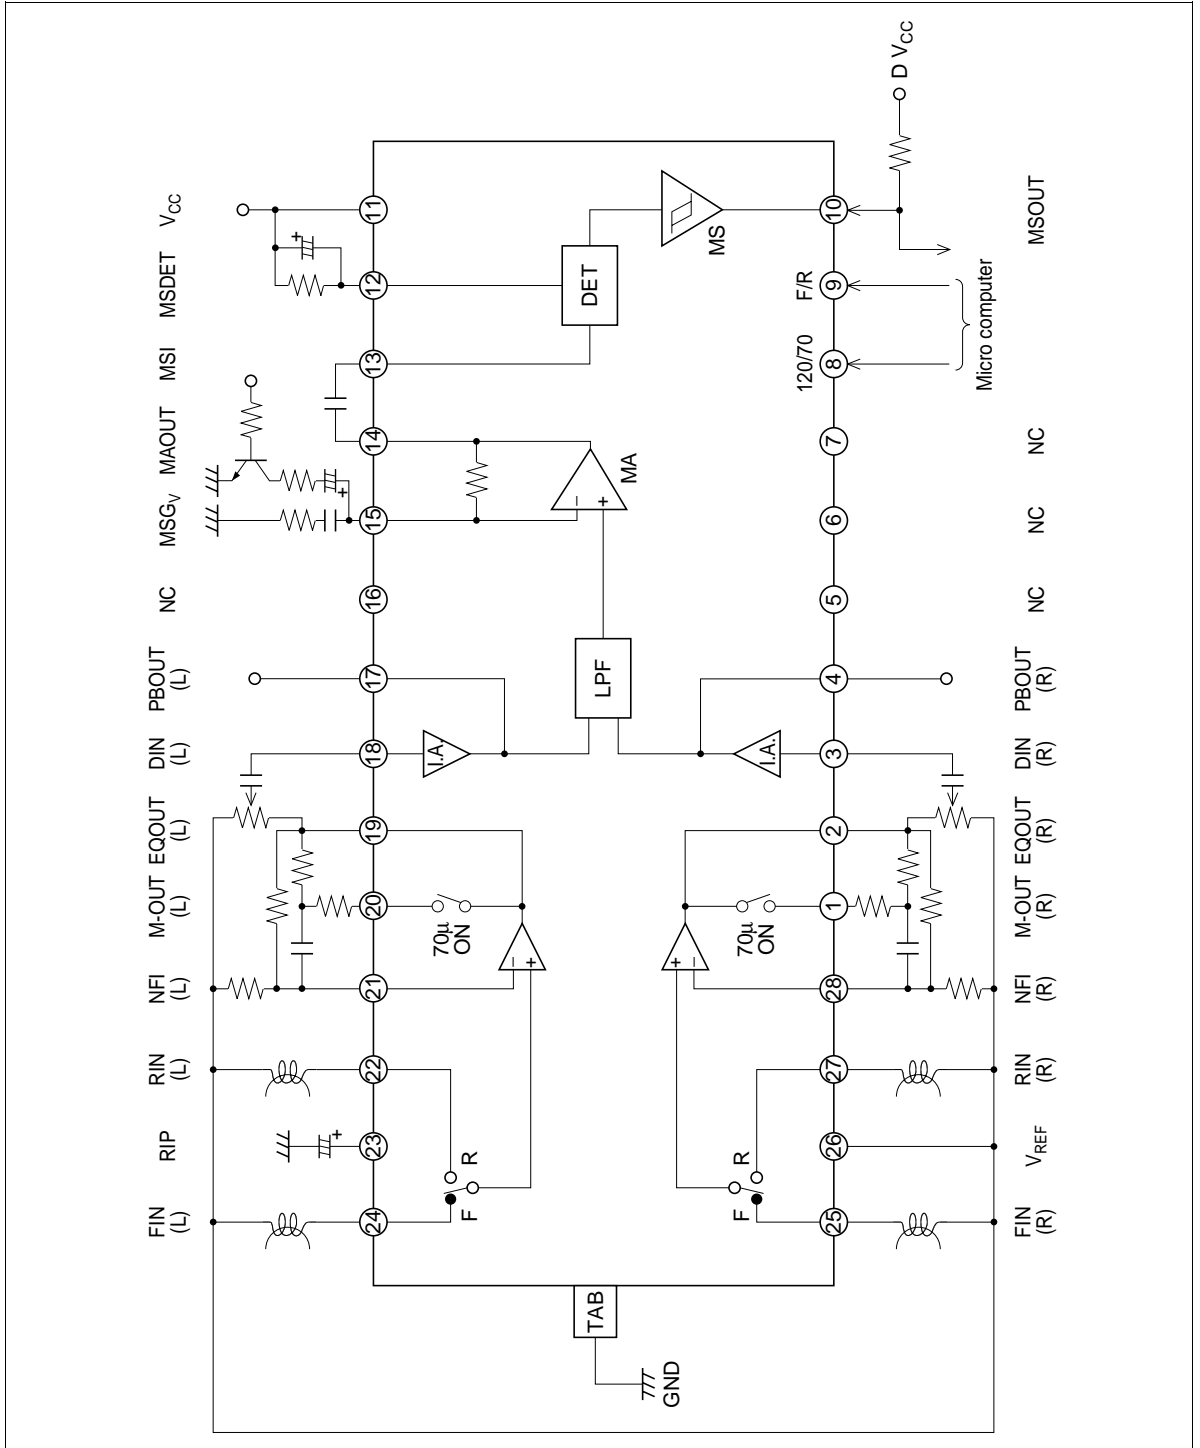 VCC
MSDET
MSI
MAOUT
MSGV
NC
PBOUT
(L)
DIN
(L)
EQOUT
(L)
M-OUT
(L)
NFI
(L)
RIN
(L)
RIP
FIN
(L)
11
12
13
14
15
16
17
18
19
20
21
22
23
24
+
+
+
DET
MS
−
+
MA
LPF
I.A.
I.A.
70µ
ON
70µ
ON
−
+
+
−
F
R
F
R
TAB
GND
D VCC
F/R
120/70
10
9
8
7
6
5
4
3
2
1
28
27
26
25
Micro computer
MSOUT
NC
NC
NC
PBOUT
(R)
DIN
(R)
EQOUT
(R)
M-OUT
(R)
NFI
(R)
RIN
(R)
VREF
FIN
(R)